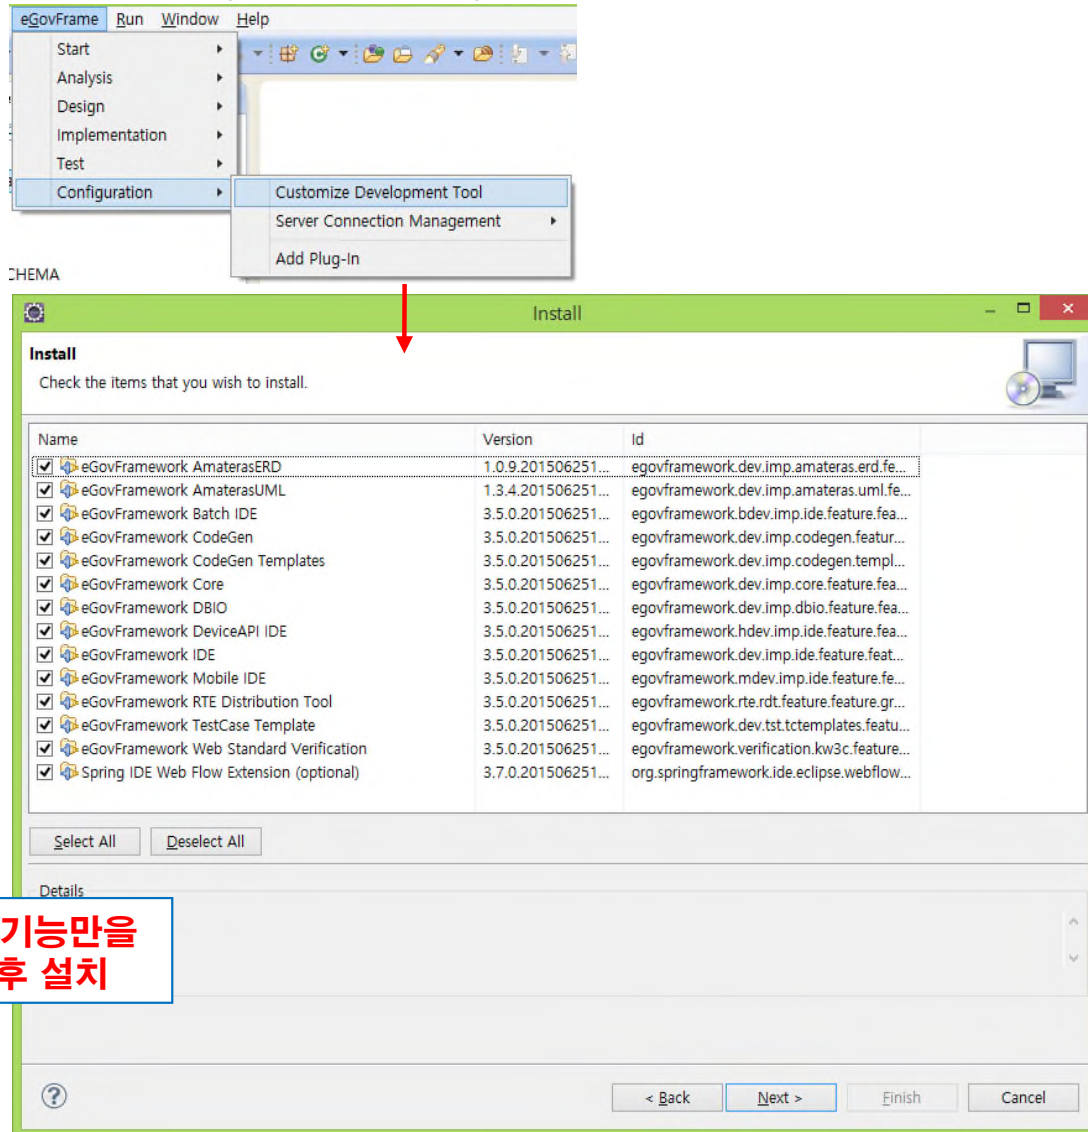 eGovFrame Run Window Help
Start
Analysis
Design
Implementation
Test
Configuration
Customize Development Tool
Server Connection Management
Add Plug-In
CHEMA
Install
Install
Check the items that you wish to install.
Name Version Id
eGovFramework AmaterasERD 1.0.9.201506251... egovframework.dev.imp.amateras.erd.fe...
eGovFramework AmaterasUML 1.3.4.201506251... egovframework.dev.imp.amateras.uml.fe...
eGovFramework Batch IDE 3.5.0.201506251... egovframework.bdev.imp.ide.feature.fea...
eGovFramework CodeGen 3.5.0.201506251... egovframework.dev.imp.codegen.featur...
eGovFramework CodeGen Templates 3.5.0.201506251... egovframework.dev.imp.codegen.templ...
eGovFramework Core 3.5.0.201506251... egovframework.dev.imp.core.feature.fea...
eGovFramework DBIO 3.5.0.201506251... egovframework.dev.imp.dbio.feature.fea...
eGovFramework DeviceAPI IDE 3.5.0.201506251... egovframework.hdev.imp.ide.feature.fea...
eGovFramework IDE 3.5.0.201506251... egovframework.dev.imp.ide.feature.feat...
eGovFramework Mobile IDE 3.5.0.201506251... egovframework.mdev.imp.ide.feature.fe...
eGovFramework RTE Distribution Tool 3.5.0.201506251... egovframework.rte.rdt.feature.feature.gr...
eGovFramework TestCase Template 3.5.0.201506251... egovframework.dev.tst.tctemplates.featu...
eGovFramework Web Standard Verification 3.5.0.201506251... egovframework.verification.kw3c.feature...
Spring IDE Web Flow Extension (optional) 3.7.0.201506251... org.springframework.ide.eclipse.webflow...
Select All Deselect All
Details
기능만을
후 설치
< Back Next > Finish Cancel